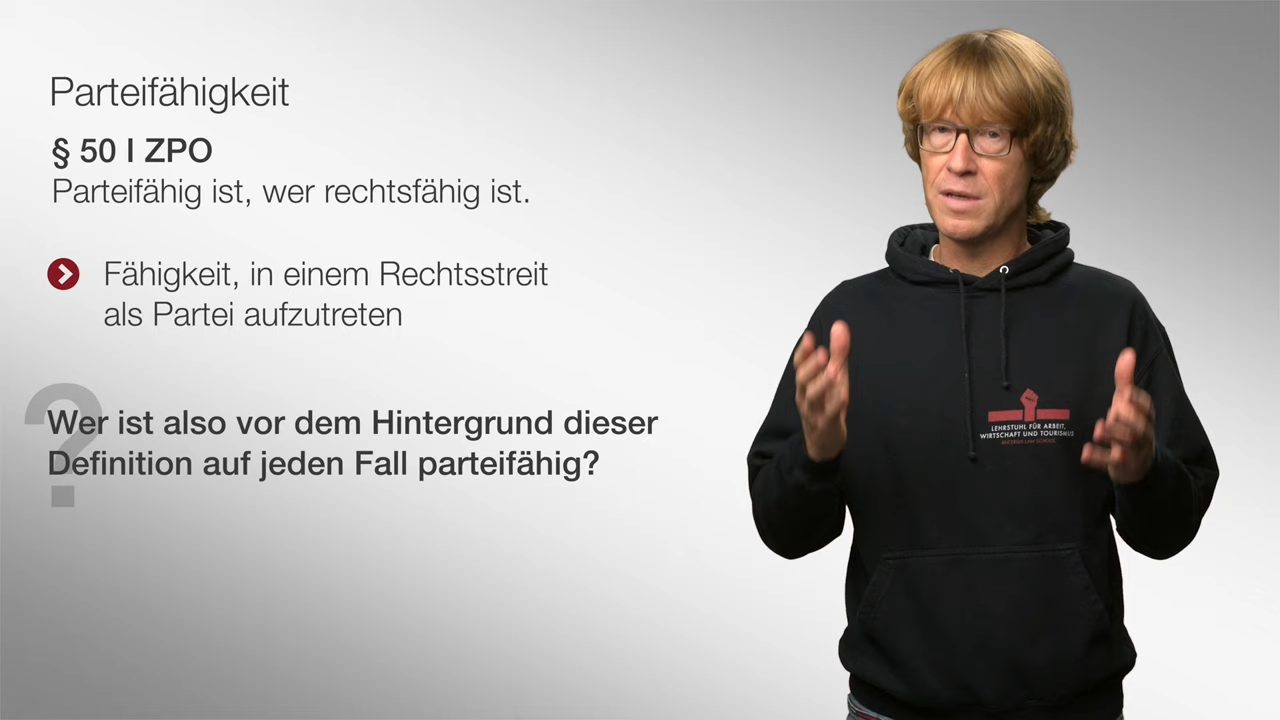 Parteifähigkeit
§ 50 I ZPO
Parteifähig ist, wer rechtsfähig ist.
Fähigkeit, in einem Rechtsstreit
als Partei aufzutreten
?
Wer ist also vor dem Hintergrund dieser
Definition auf jeden Fall parteifähig?
LEHRSTUHL FÜR ARBEIT,
WIRTSCHAFT UND TOURISMUS